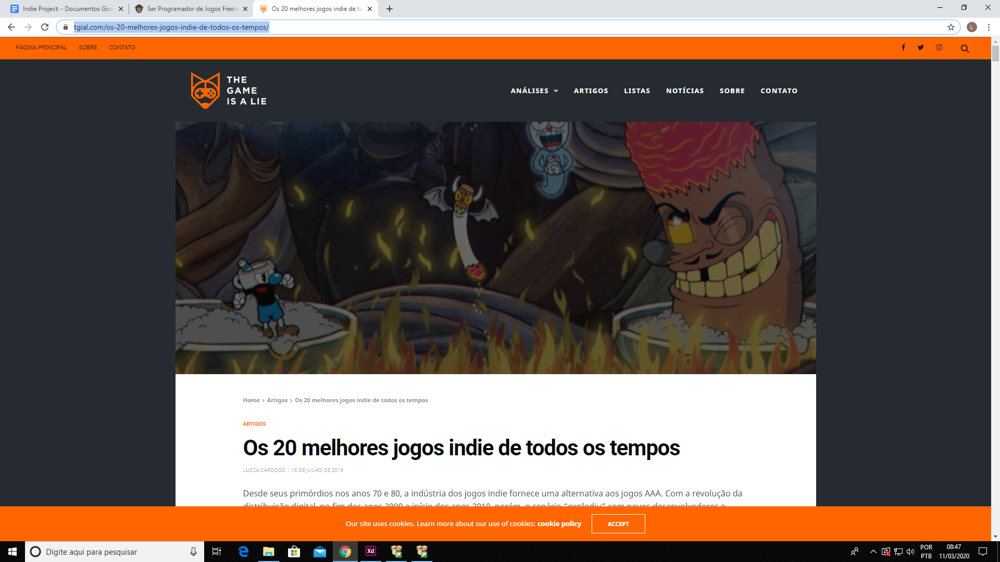 Indie Project: - Documentos Goo
Ser Programador de Jogos Freela
Os 20 melhores jogos indie de to
tgial.com/os-20-melhores-jogos-indie-de-todos-os-tempos/
L
PÁGINA PRINCIPAL SOBRE CONTATO
THE
GAME
IS A LIE
ANÁLISES ARTIGOS LISTAS NOTÍCIAS SOBRE CONTATO
Home > Artigos > Os 20 melhores jogos indie de todos os tempos
ARTIGOS
Os 20 melhores jogos indie de todos os tempos
LUCCA CARDOSO - 16 DE JULHO DE 2019
Desde seus primórdios nos anos 70 e 80, a indústria dos jogos indie fornece uma alternativa aos jogos AAA. Com a revolução da
distribuição digital, no fim dos anos 2000 e início dos anos 2010, porém, o cenário “explodiu” com novos desenvolvedores e
Our site uses cookies. Learn more about our use of cookies: cookie policy ACCEPT
Digite aqui para pesquisar
Xd
POR
PTB
08:47
11/03/2020